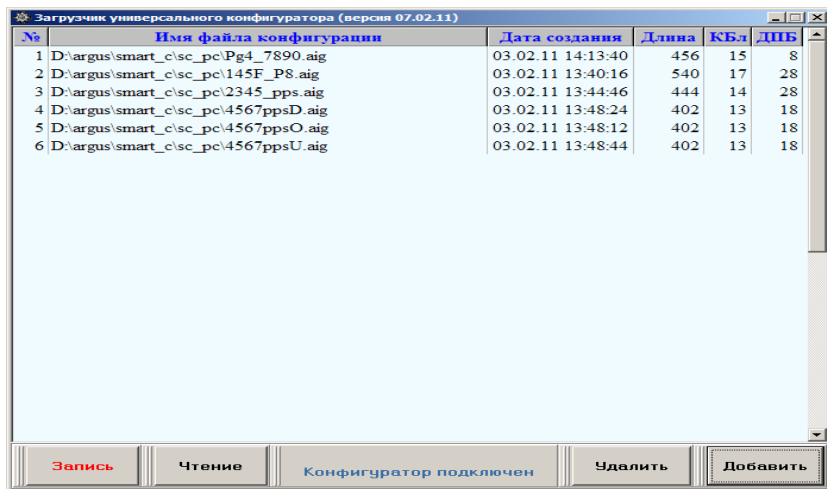 Загрузчик универсального конфигуратора (версия 07.02.11)
№ Имя файла конфигурации Дата создания Длина КБл ДПБ
1 D:\argus\smart_c\sc_pc\Pg4_7890.aig 03.02.11 14:13:40 456 15 8
2 D:\argus\smart_c\sc_pc\145F_P8.aig 03.02.11 13:40:16 540 17 28
3 D:\argus\smart_c\sc_pc\2345_pps.aig 03.02.11 13:44:46 444 14 28
4 D:\argus\smart_c\sc_pc\4567ppsD.aig 03.02.11 13:48:24 402 13 18
5 D:\argus\smart_c\sc_pc\4567ppsO.aig 03.02.11 13:48:12 402 13 18
6 D:\argus\smart_c\sc_pc\4567ppsU.aig 03.02.11 13:48:44 402 13 18
Запись Чтение Конфигуратор подключен Удалить Добавить